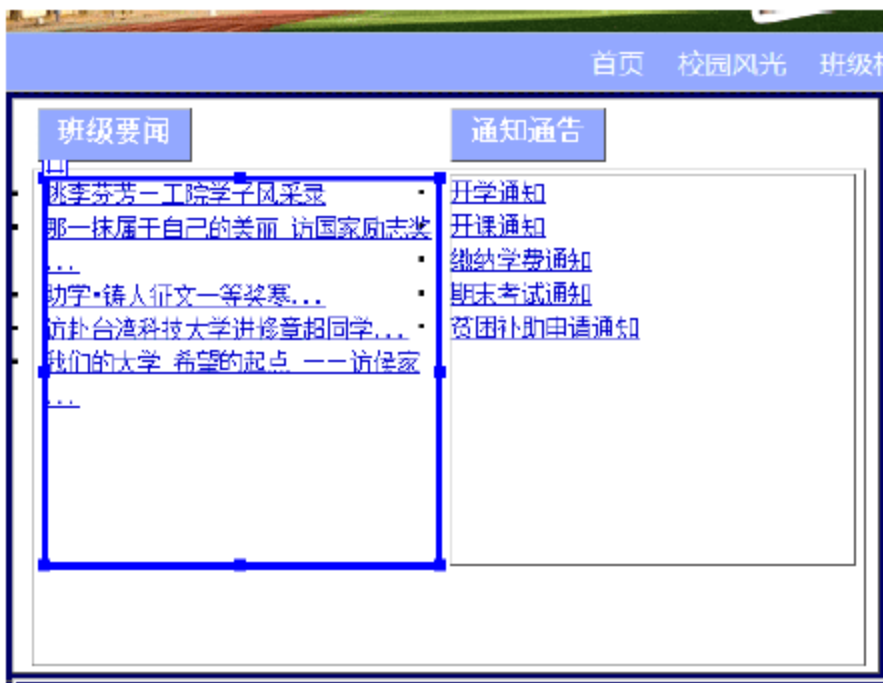 首页 校园风光 班级
班级要闻
桃李芬芳－工院学子风采录
那一抹属于自己的美丽 访国家励志奖
...
助学•铸人征文一等奖寒...
访赴台湾科技大学进修章超同学...
我们的大学 希望的起点 ——访侯家
...
通知通告
开学通知
开课通知
缴纳学费通知
期末考试通知
贫困补助申请通知